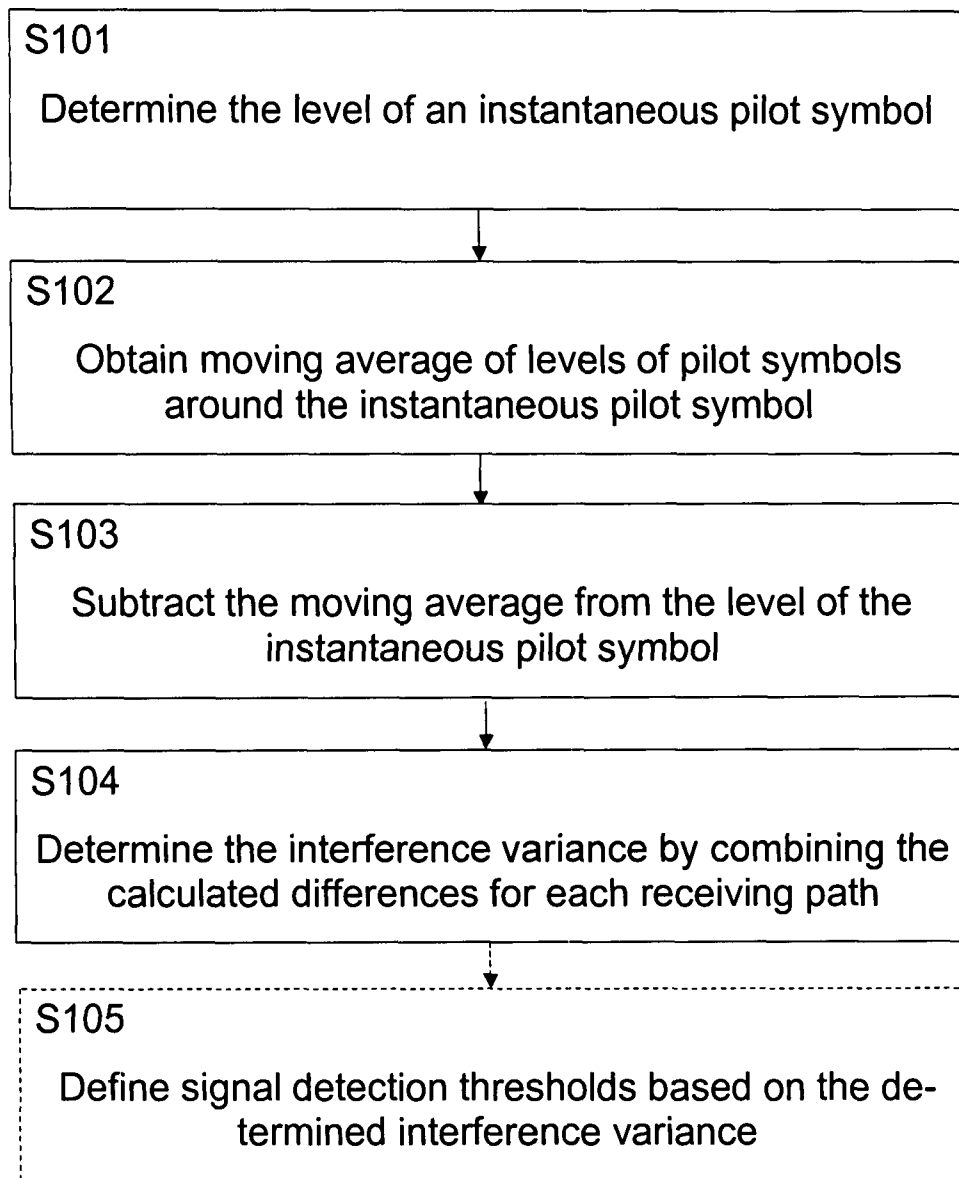 S101
Determine the level of an instantaneous pilot symbol
S102
Obtain moving average of levels of pilot symbols
around the instantaneous pilot symbol
S103
Subtract the moving average from the level of the
instantaneous pilot symbol
S104
Determine the interference variance by combining the
calculated differences for each receiving path
S105
Define signal detection thresholds based on the de-
termined interference variance